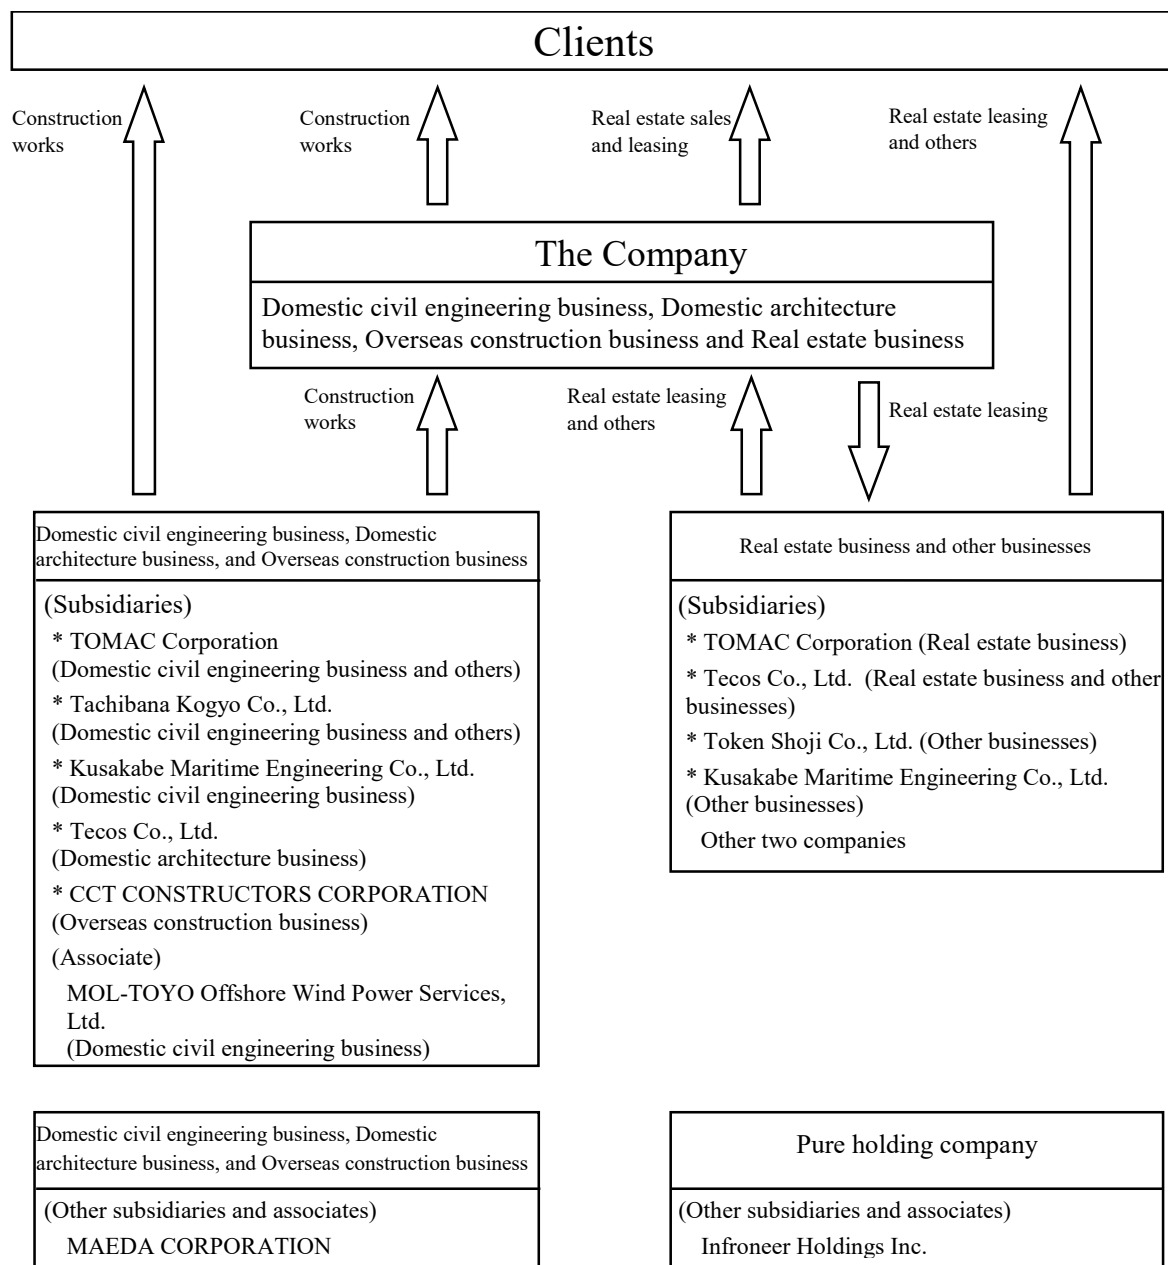 Clients
Construction
works
Construction
works
Real estate sales
and leasing
Real estate leasing
and others
The Company
Domestic civil engineering business, Domestic architecture
business, Overseas construction business and Real estate business
Construction
works
Real estate leasing
and others
Real estate leasing
Domestic civil engineering business, Domestic
architecture business, and Overseas construction business
(Subsidiaries)
* TOMAC Corporation
(Domestic civil engineering business and others)
* Tachibana Kogyo Co., Ltd.
(Domestic civil engineering business and others)
* Kusakabe Maritime Engineering Co., Ltd.
(Domestic civil engineering business)
* Tecos Co., Ltd.
(Domestic architecture business)
* CCT CONSTRUCTORS CORPORATION
(Overseas construction business)
(Associate)
MOL-TOYO Offshore Wind Power Services,
Ltd.
(Domestic civil engineering business)
Real estate business and other businesses
(Subsidiaries)
* TOMAC Corporation (Real estate business)
* Tecos Co., Ltd. (Real estate business and other
businesses)
* Token Shoji Co., Ltd. (Other businesses)
* Kusakabe Maritime Engineering Co., Ltd.
(Other businesses)
Other two companies
Domestic civil engineering business, Domestic
architecture business, and Overseas construction business
(Other subsidiaries and associates)
MAEDA CORPORATION
Pure holding company
(Other subsidiaries and associates)
Infroneer Holdings Inc.